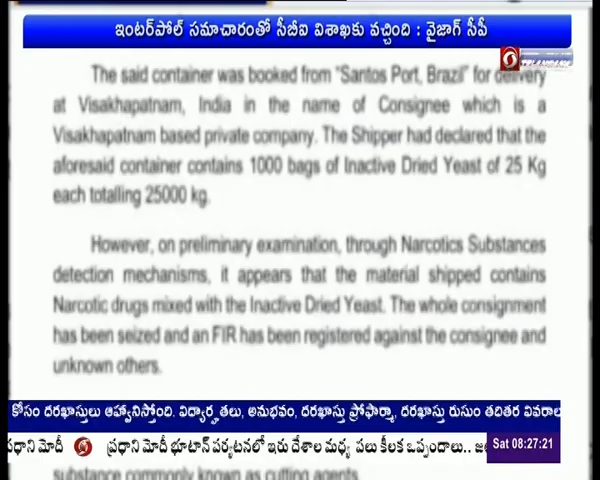 ఇంటర్‌పోల్ సమాచారంతో సీబీఐ విశాఖకు వచ్చింది : వైజాగ్ సీపీ
The said container was booked from "Santos Port, Brazil" for delivery
at Visakhapatnam, India in the name of Consignee which is a
Visakhapatnam based private company. The Shipper had declared that the
aforesaid container contains 1000 bags of Inactive Dried Yeast of 25 Kg
each totalling 25000 kg.
However, on preliminary examination, through Narcotics Substances
detection mechanisms, it appears that the material shipped contains
Narcotic drugs mixed with the Inactive Dried Yeast. The whole consignment
has been seized and an FIR has been registered against the consignee and
unknown others.
కోసం దరఖాస్తులు ఆహ్వానిస్తోంది. విద్యార్హతలు, అనుభవం, దరఖాస్తు ప్రోఫార్మా, దరఖాస్తు రుసుం తదితర వివరాల
ప్రధాని మోదీ ప్రధాని మోదీ భూటాన్ పర్యటనలో ఇరు దేశాల మధ్య పలు కీలక ఒప్పందాలు.. జల
Sat 08:27:21
substance commonly known as cutting agents